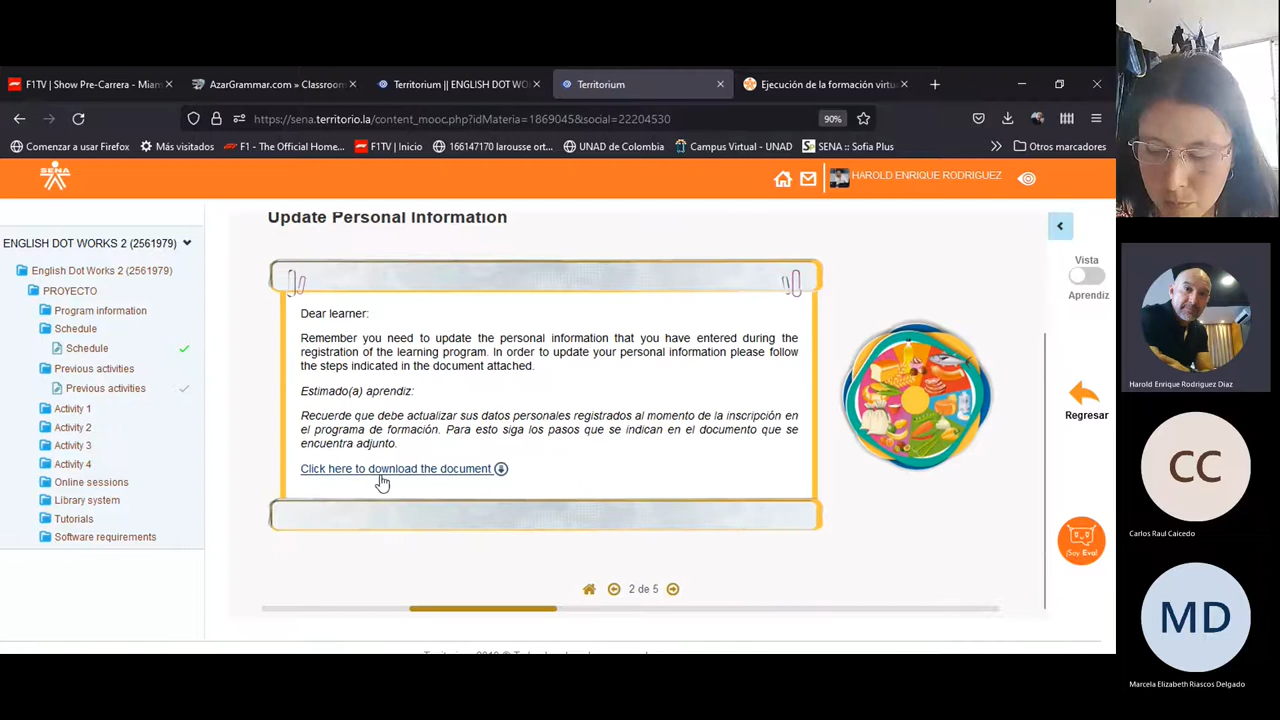 F1TV | Show Pre-Carrera - Miam
AzarGrammar.com » Classroom
Territorium || ENGLISH DOT WO
Territorium
Ejecución de la formación virtua
https://sena.territorio.la/content_mooc.php?idMateria=1869045&social=22204530
90%
Comenzar a usar Firefox
Más visitados
F1 - The Official Home...
F1TV | Inicio
166147170 larousse ort...
UNAD de Colombia
Campus Virtual - UNAD
SENA :: Sofia Plus
Otros marcadores
SENA
HAROLD ENRIQUE RODRIGUEZ
ENGLISH DOT WORKS 2 (2561979)
English Dot Works 2 (2561979)
PROYECTO
Program information
Schedule
Schedule
Previous activities
Previous activities
Activity 1
Activity 2
Activity 3
Activity 4
Online sessions
Library system
Tutorials
Software requirements
Update Personal Information
Dear learner:
Remember you need to update the personal information that you have entered during the
registration of the learning program. In order to update your personal information please follow
the steps indicated in the document attached.
Estimado(a) aprendiz:
Recuerde que debe actualizar sus datos personales registrados al momento de la inscripción en
el programa de formación. Para esto siga los pasos que se indican en el documento que se
encuentra adjunto.
Click here to download the document
2 de 5
Vista
Aprendiz
Regresar
¡Soy Eva!
Harold Enrique Rodriguez Diaz
CC
Carlos Raul Caicedo
MD
Marcela Elizabeth Riascos Delgado